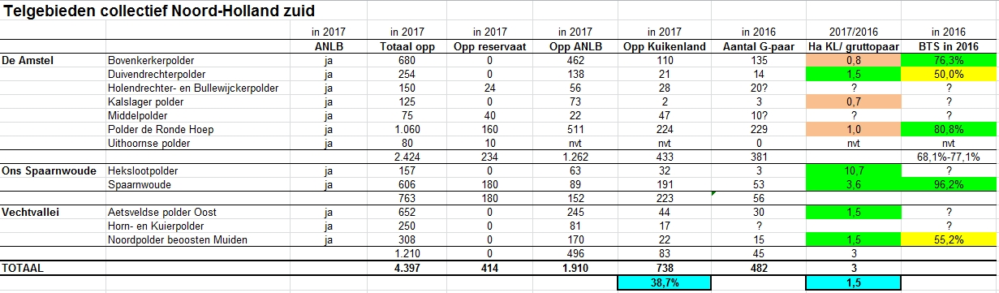 Telgebieden collectief Noord-Holland zuid
in 2017 in 2017 in 2017 in 2017 in 2017 in 2016 2017/2016 in 2016
ANLB Totaal opp Opp reservaat Opp ANLB Opp Kuikenland Aantal G-paar Ha KL/ gruttopaar BTS in 2016
De Amstel Bovenkerkerpolder ja 680 0 462 110 135 0,8 76,3%
Duivendrechterpolder ja 254 0 138 21 14 1,5 50,0%
Holendrechter- en Bullewijckerpolder ja 150 24 56 28 20? ? ?
Kalslager polder ja 125 0 73 2 3 0,7 ?
Middelpolder ja 75 40 22 47 10? ? ?
Polder de Ronde Hoep ja 1.060 160 511 224 229 1,0 80,8%
Uithoornse polder ja 80 10 nvt nvt 0 nvt nvt
2.424 234 1.262 433 381 68,1%-77,1%
Ons Spaarnwoude Hekslootpolder ja 157 0 63 32 3 10,7 ?
Spaarnwoude ja 606 180 89 191 53 3,6 96,2%
763 180 152 223 56
Vechtvallei Aetsveldse polder Oost ja 652 0 245 44 30 1,5 ?
Horn- en Kuierpolder ja 250 0 81 17 ? ?
Noordpolder beoosten Muiden ja 308 0 170 22 15 1,5 55,2%
1.210 0 496 83 45 3
TOTAAL 4.397 414 1.910 738 482 3
38,7% 1,5